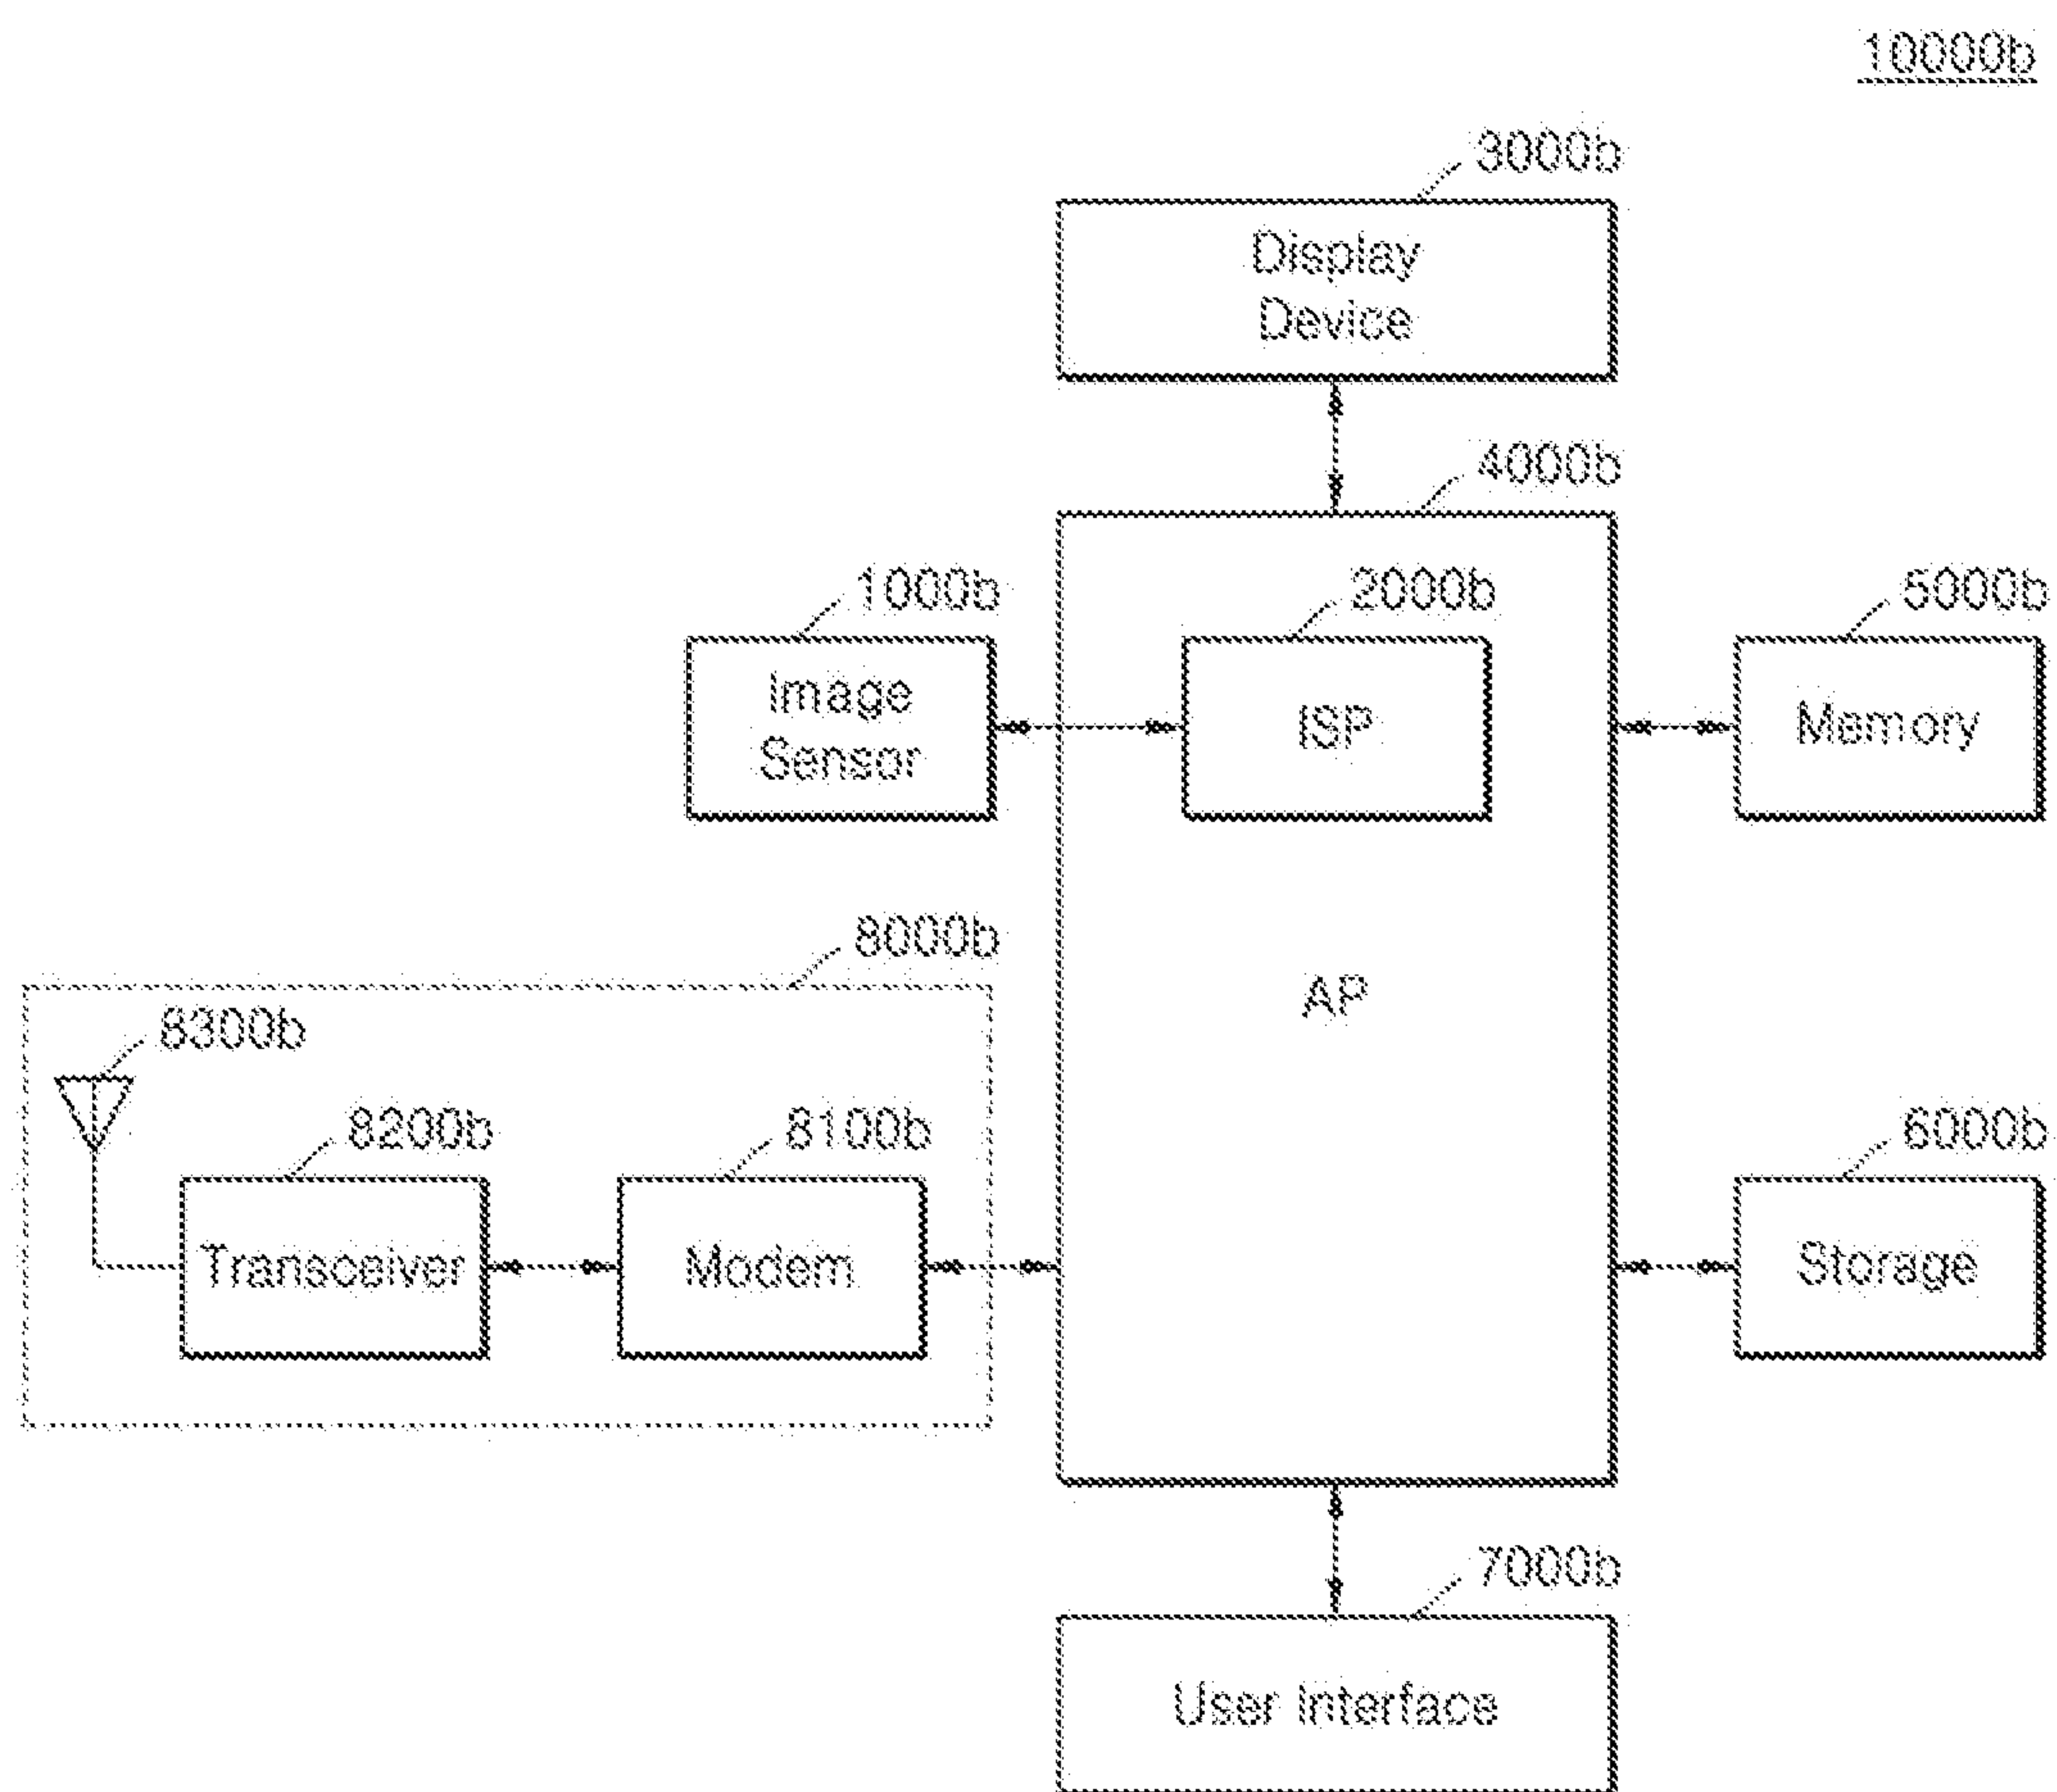 10000b
3000b
Display
Device
4000b
1000b
2000b
5000b
Image
Sensor
ISP
Memory
8000b
AP
8300b
8200b
8100b
6000b
Transceiver
Modem
Storage
7000b
User Interface